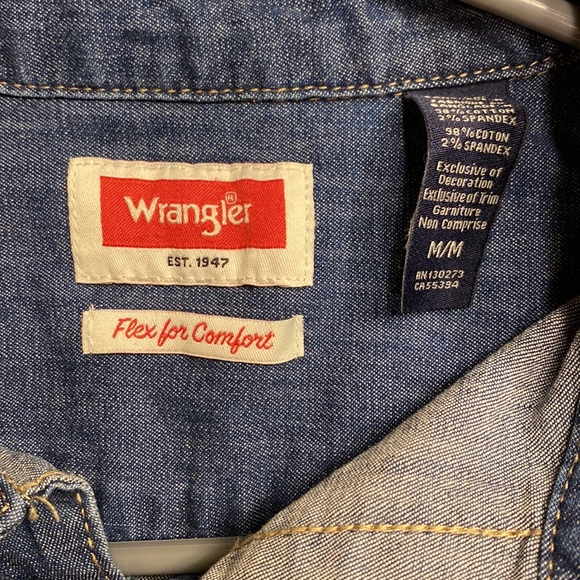 Wrangler®
EST. 1947
Flex for Comfort
98% COTTON
2% SPANDEX
98% COTON
2% SPANDEX
Exclusive of
Decoration
Exclusive of Trim
Garniture
Non Comprise
M/M
RN130273
CA55394